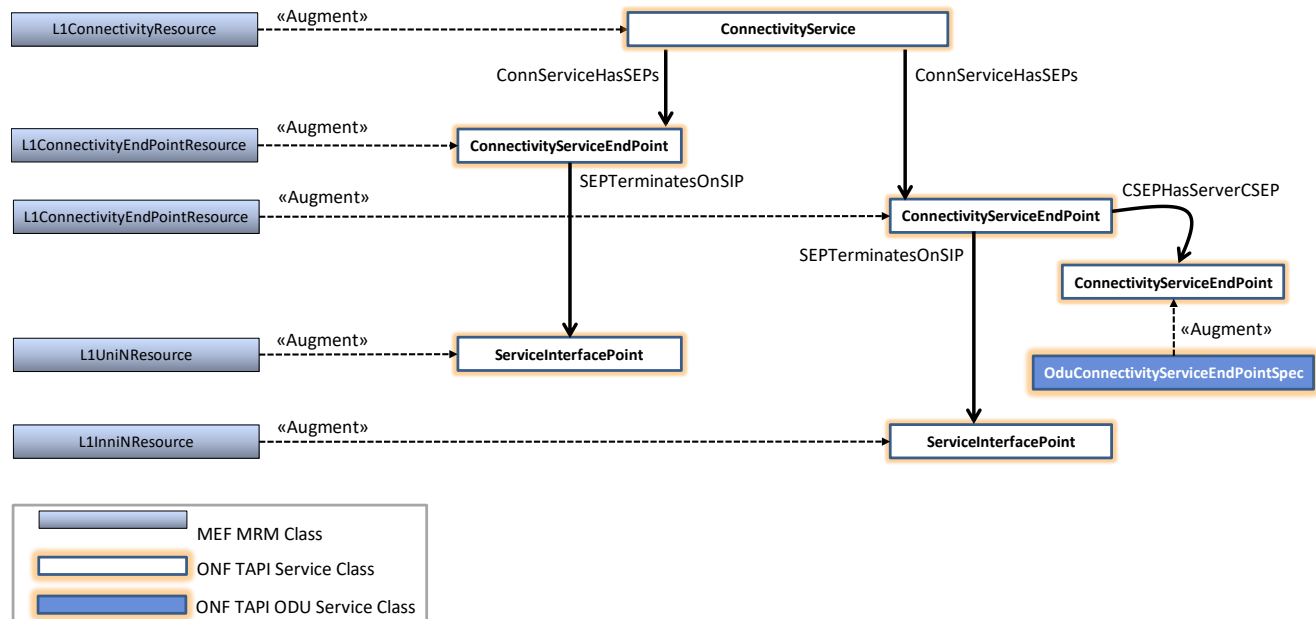 «Augment»
L1ConnectivityResource
ConnectivityService
ConnServiceHasSEPs
ConnServiceHasSEPs
«Augment»
L1ConnectivityEndPointResource
ConnectivityServiceEndPoint
SEPTerminatesOnSIP
«Augment»
CSEPHasServerCSEP
L1ConnectivityEndPointResource
ConnectivityServiceEndPoint
SEPTerminatesOnSIP
ConnectivityServiceEndPoint
«Augment»
«Augment»
L1UniNResource
ServiceInterfacePoint
OduConnectivityServiceEndPointSpec
L1InniNResource
«Augment»
ServiceInterfacePoint
MEF MRM Class
ONF TAPI Service Class
ONF TAPI ODU Service Class